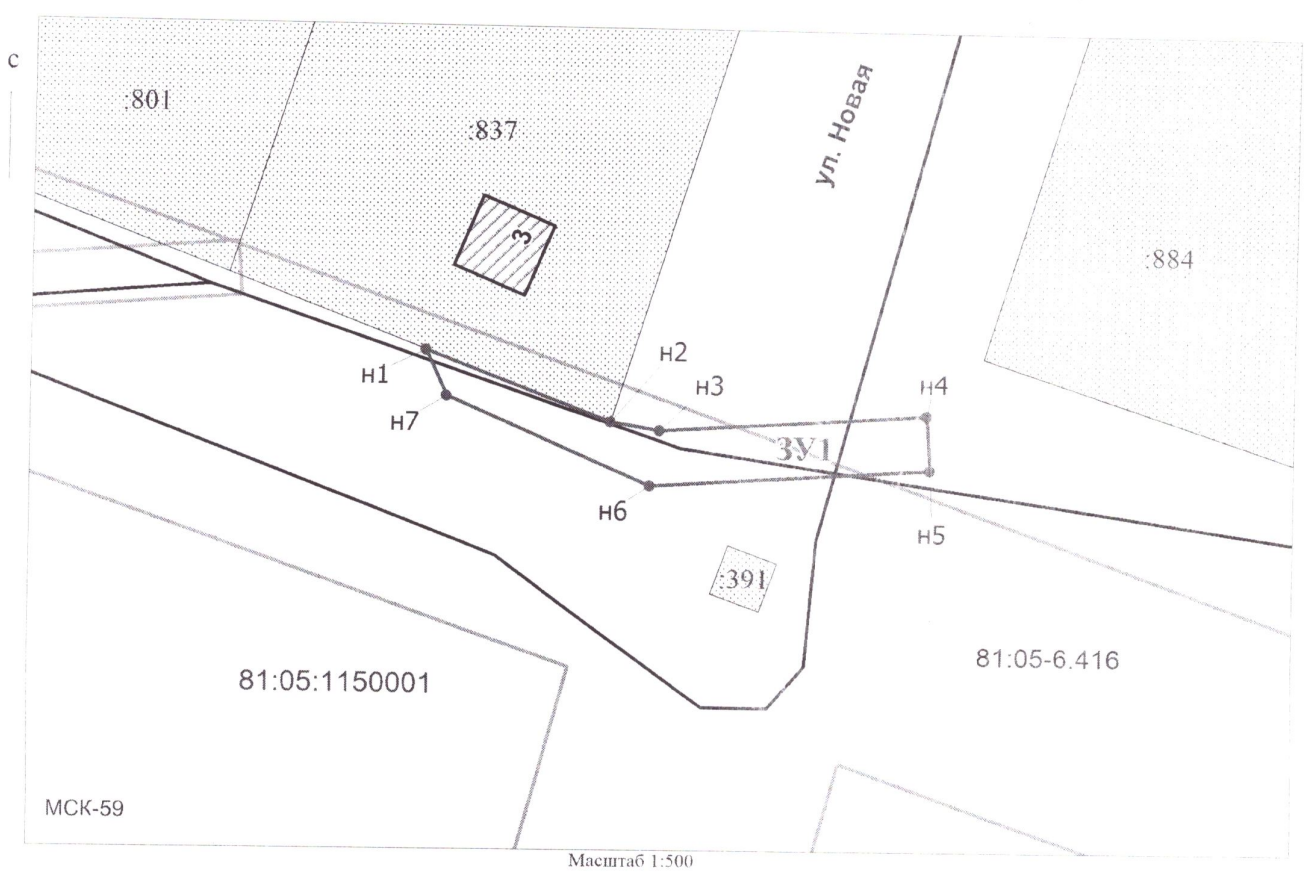 с
:801
:837
ул. Новая
3
:884
н1
н2
н3
н4
н7
ЗУ1
н6
н5
:391
81:05:1150001
81:05-6.416
МСК-59
Масштаб 1:500